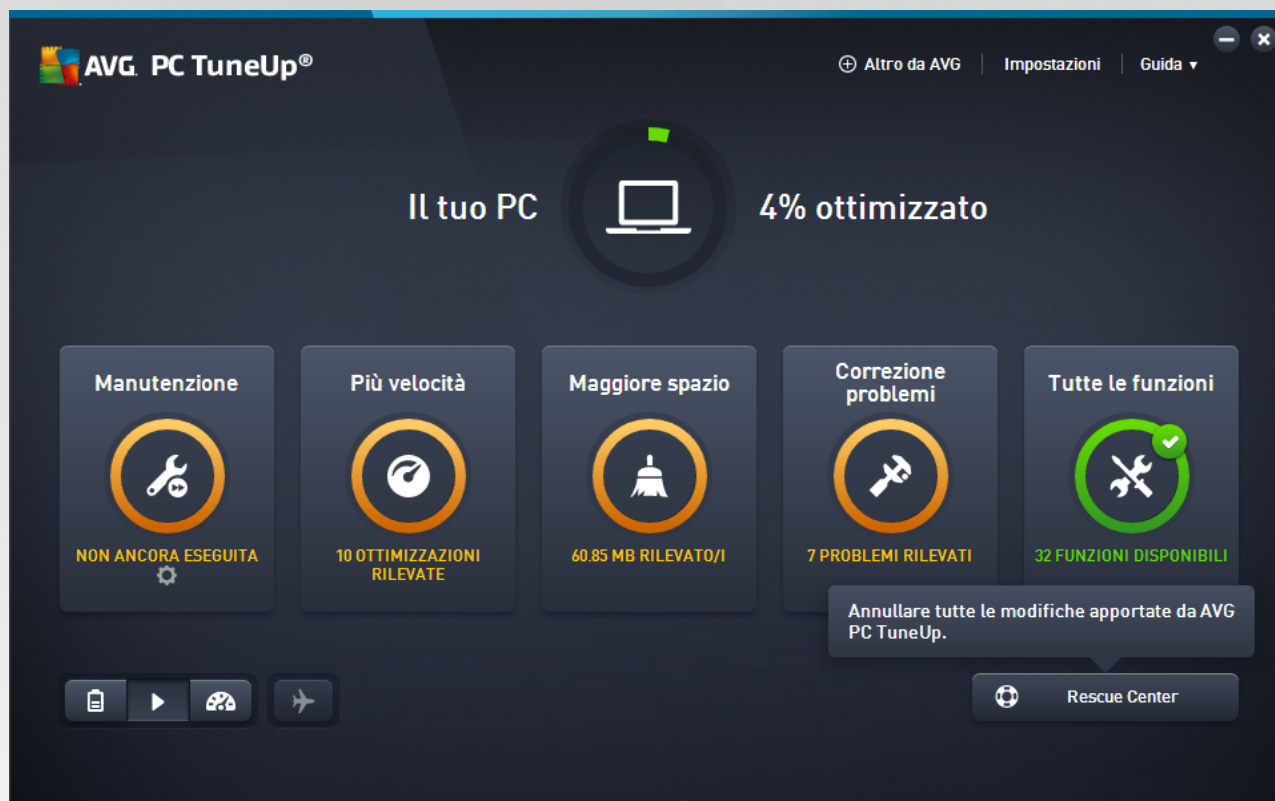 AVG. PC TuneUp®
Altro da AVG
Impostazioni
Guida
Il tuo PC
4% ottimizzato
Manutenzione
NON ANCORA ESEGUITA
Più velocità
10 OTTIMIZZAZIONI
RILEVATE
Maggiore spazio
60.85 MB RILEVATO/I
Correzione
problemi
7 PROBLEMI RILEVATI
Tutte le funzioni
32 FUNZIONI DISPONIBILI
Annullare tutte le modifiche apportate da AVG
PC TuneUp.
Rescue Center